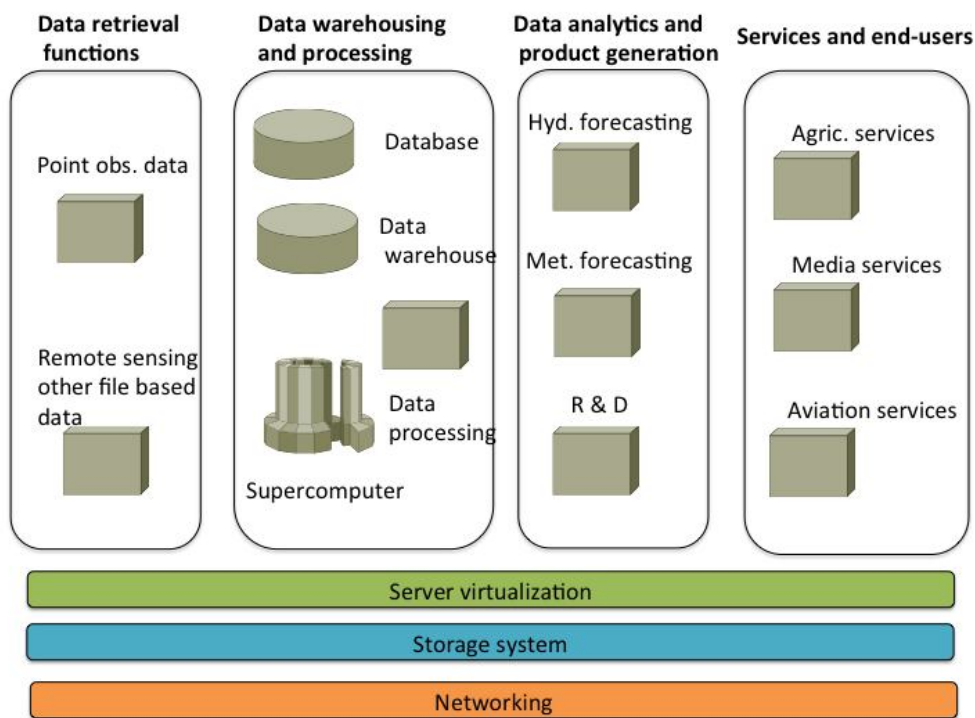 Data retrieval
functions
Data warehousing
and processing
Data analytics and
product generation
Services and end-users
Point obs. data
Remote sensing
other file based
data
Database
Data
warehouse
Data
processing
Supercomputer
Hyd. forecasting
Met. forecasting
R & D
Agric. services
Media services
Aviation services
Server virtualization
Storage system
Networking